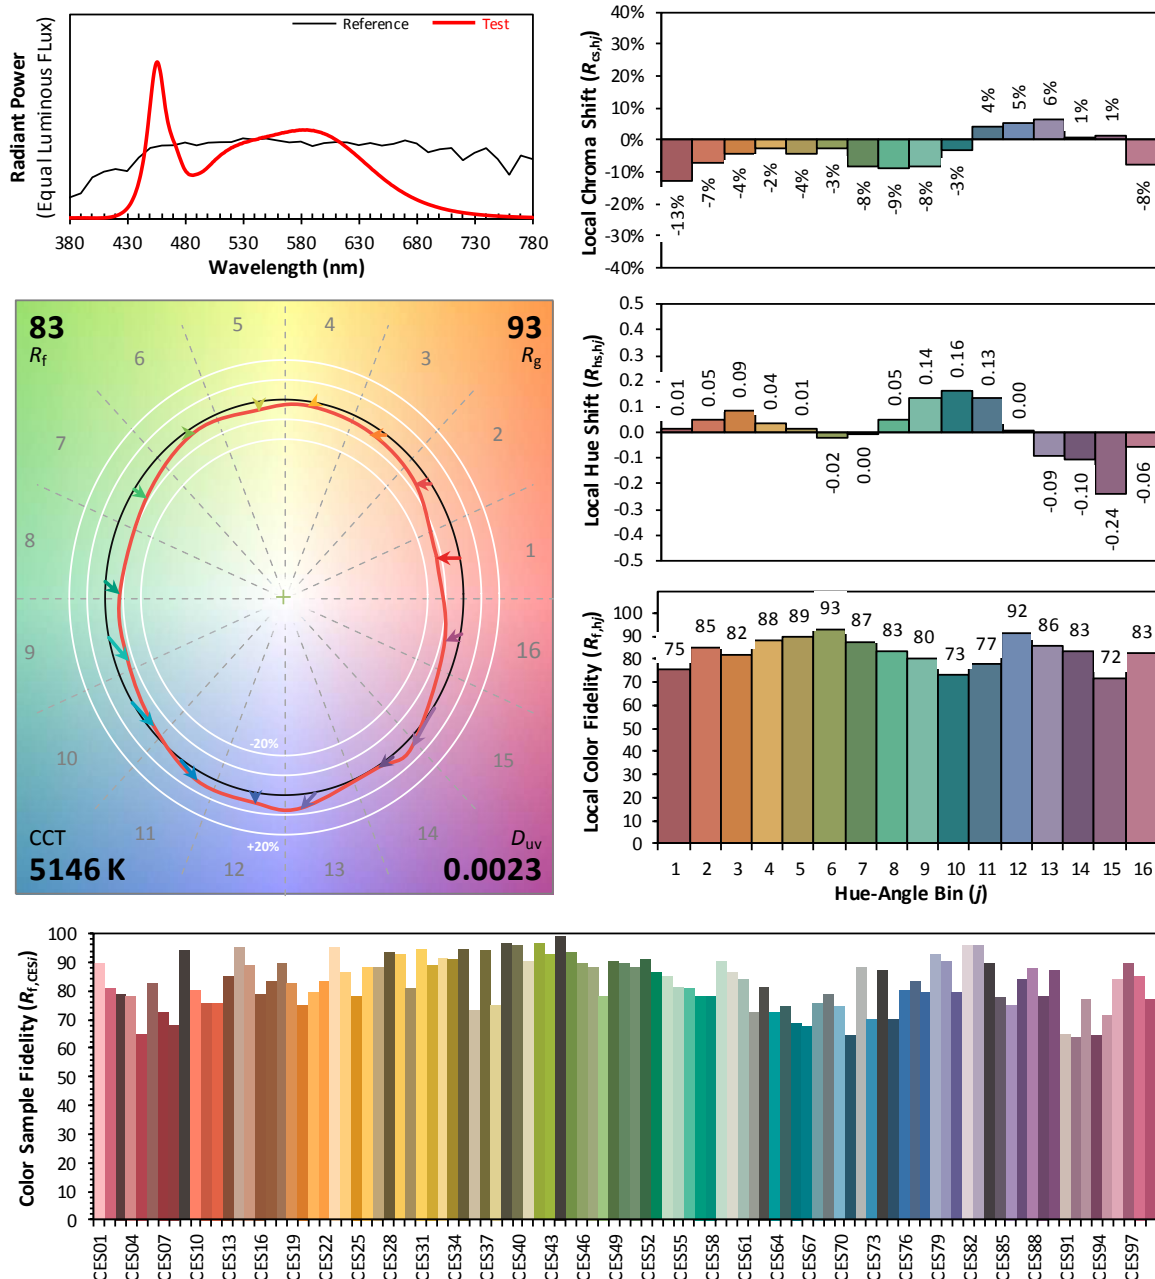 Radiant Power
(Equal Luminous FLux)
Reference
Test
380 430 480 530 580 630 680 730 780
Wavelength (nm)
Local Chroma Shift (Rcs,hj)
40%
30%
20%
10%
0%
-10%
-20%
-30%
-40%
-13% -7% -4% -2% -4% -3% -8% -9% -8% -3% 4% 5% 6% 1% 1% -8%
83
Rf
93
Rg
5 4
6 3
7 2
8 1
9 16
10 15
11 14
12 13
-20%
+20%
CCT
5146 K
Duv
0.0023
Local Hue Shift (Rhs,hj)
0.5
0.4
0.3
0.2
0.1
0.0
-0.1
-0.2
-0.3
-0.4
-0.5
0.01 0.05 0.09 0.04 0.01 -0.02 0.00 0.05 0.14 0.16 0.13 0.00 -0.09 -0.10 -0.24 -0.06
Local Color Fidelity (Rf,hj)
100
90
80
70
60
50
40
30
20
10
0
75 85 82 88 89 93 87 83 80 73 77 92 86 83 72 83
1 2 3 4 5 6 7 8 9 10 11 12 13 14 15 16
Hue-Angle Bin (j)
Color Sample Fidelity (Rf,CESi)
100
90
80
70
60
50
40
30
20
10
0
CES01 CES04 CES07 CES10 CES13 CES16 CES19 CES22 CES25 CES28 CES31 CES34 CES37 CES40 CES43 CES46 CES49 CES52 CES55 CES58 CES61 CES64 CES67 CES70 CES73 CES76 CES79 CES82 CES85 CES88 CES91 CES94 CES97